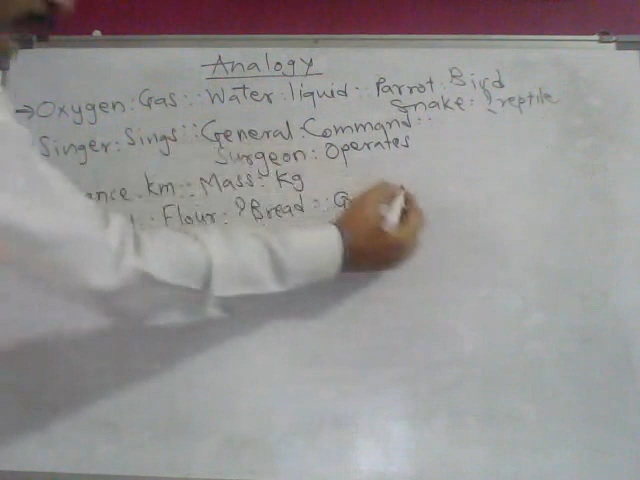 Analogy
→Oxygen:Gas::Water:liquid::Parrot:Bird
Snake:?reptile
Singer:Sings::General:Command::
Surgeon:Operates
ance:km::Mass:Kg
:Flour:?Bread::G